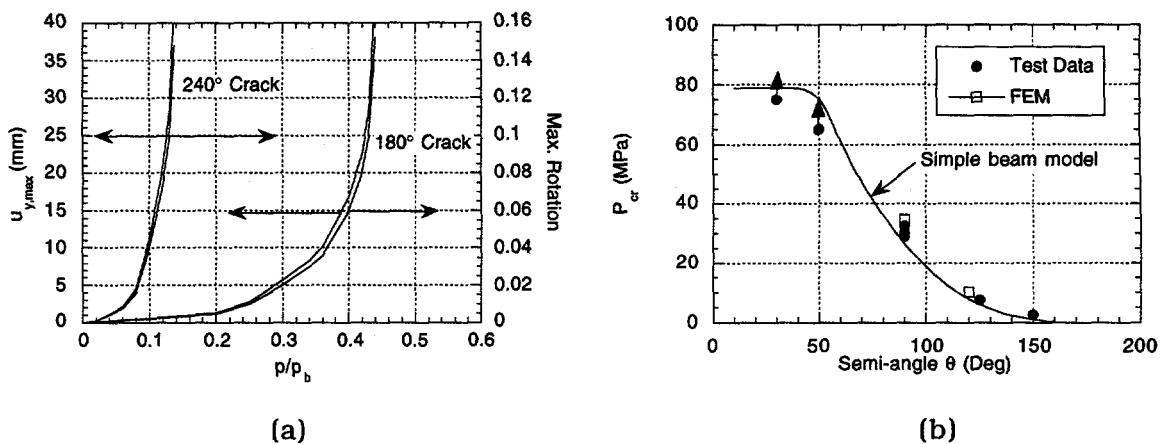 40
35
30
25
20
15
10
5
0
u y,max (mm)
240° Crack
180° Crack
0.16
0.14
0.12
0.1
0.08
0.06
0.04
0.02
0
Max. Rotation
0 0.1 0.2 0.3 0.4 0.5 0.6
p/p b
(a)
100
80
60
40
20
0
P cr (MPa)
Test Data
FEM
Simple beam model
0 50 100 150 200
Semi-angle θ (Deg)
(b)